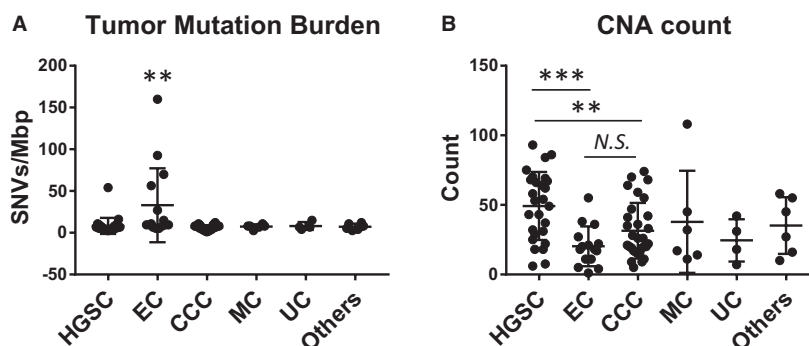 A Tumor Mutation Burden
SNVs/Mbp
200
150
100
50
0
-50
**
HGSC
EC
CCC
MC
UC
Others
B CNA count
Count
150
100
50
0
***
**
N.S.
HGSC
EC
CCC
MC
UC
Others